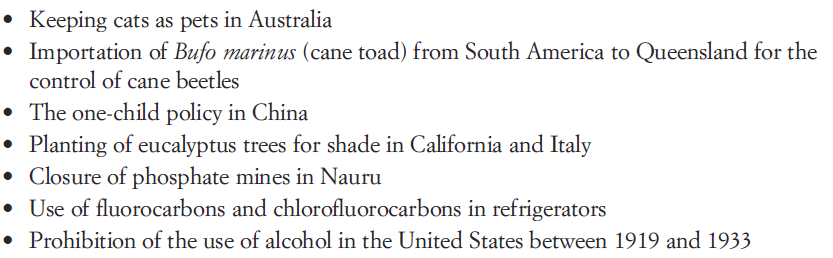 • Keeping cats as pets in Australia
• Importation of Bufo marinus (cane toad) from South America to Queensland for the
control of cane beetles
• The one-child policy in China
• Planting of eucalyptus trees for shade in California and Italy
• Closure of phosphate mines in Nauru
• Use of fluorocarbons and chlorofluorocarbons in refrigerators
• Prohibition of the use of alcohol in the United States between 1919 and 1933